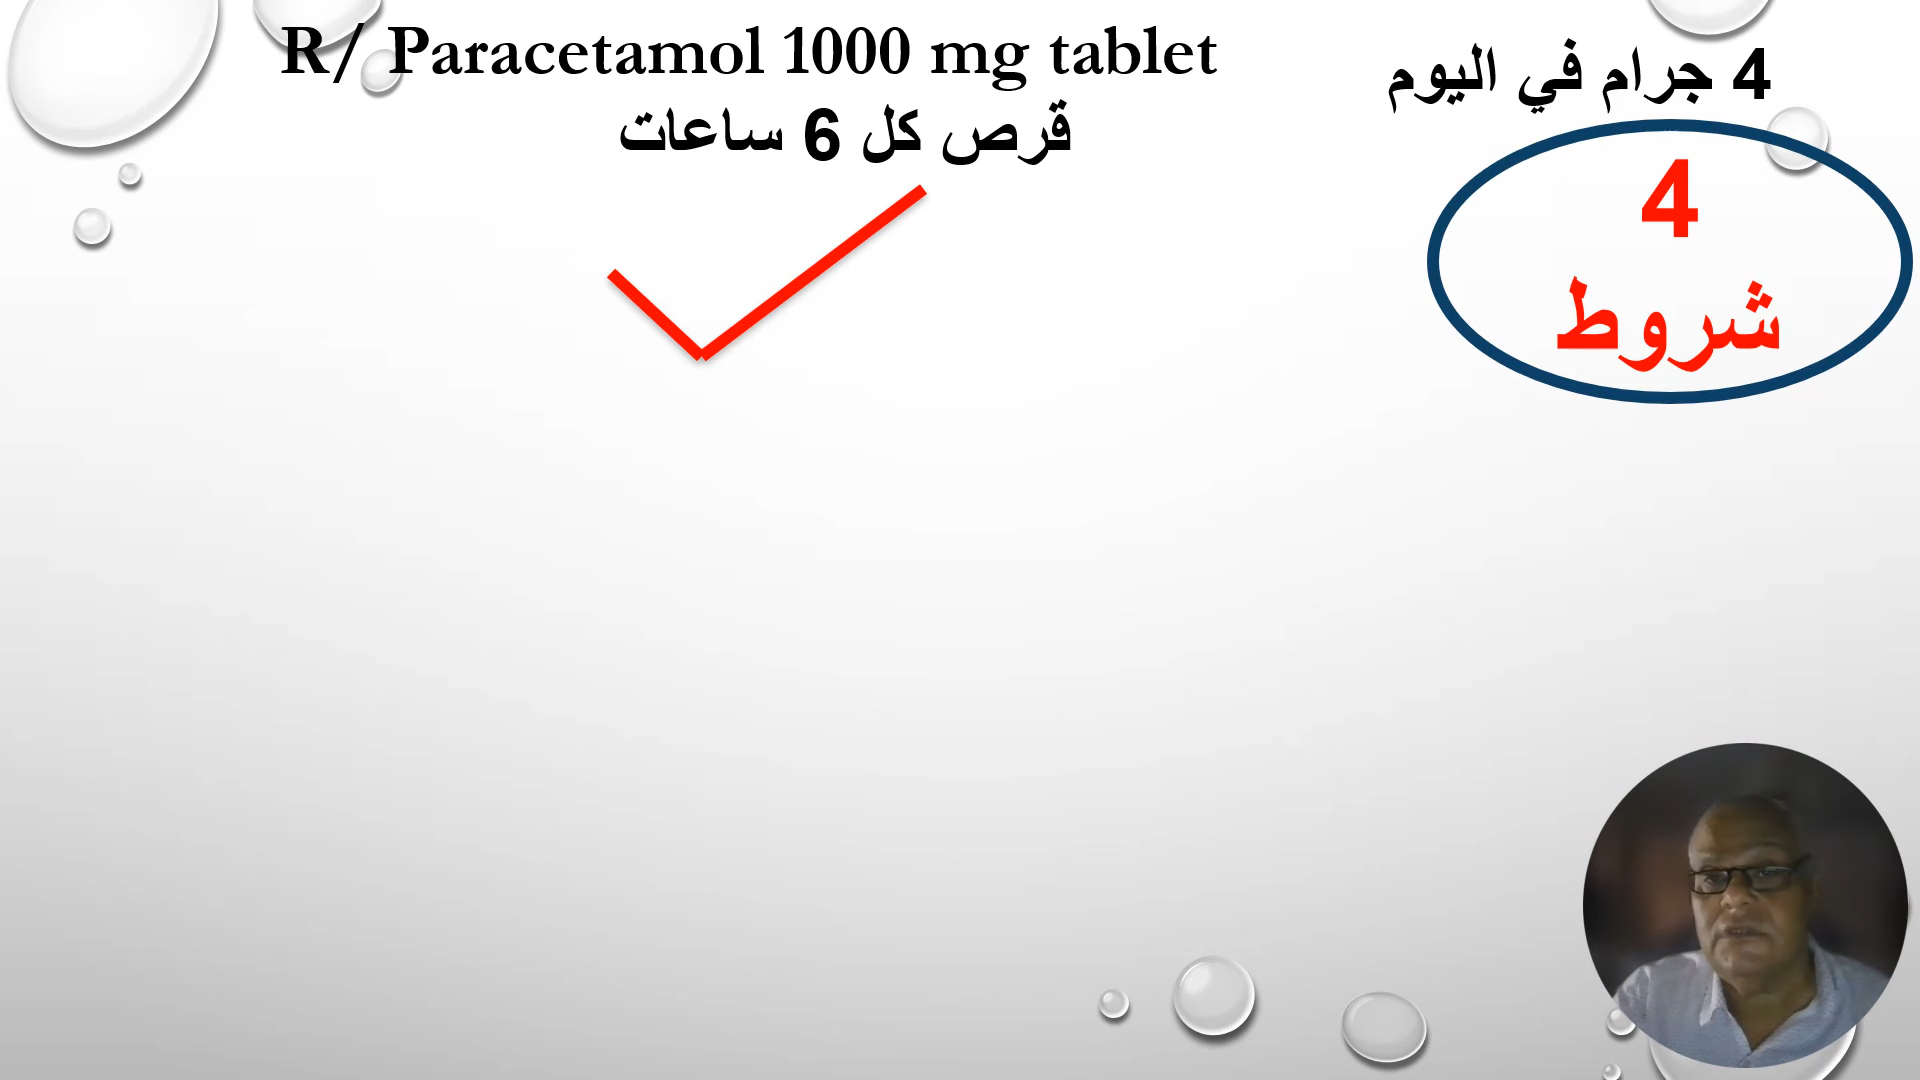 R/ Paracetamol 1000 mg tablet
قرص كل 6 ساعات
4 جرام في اليوم
4
شروط